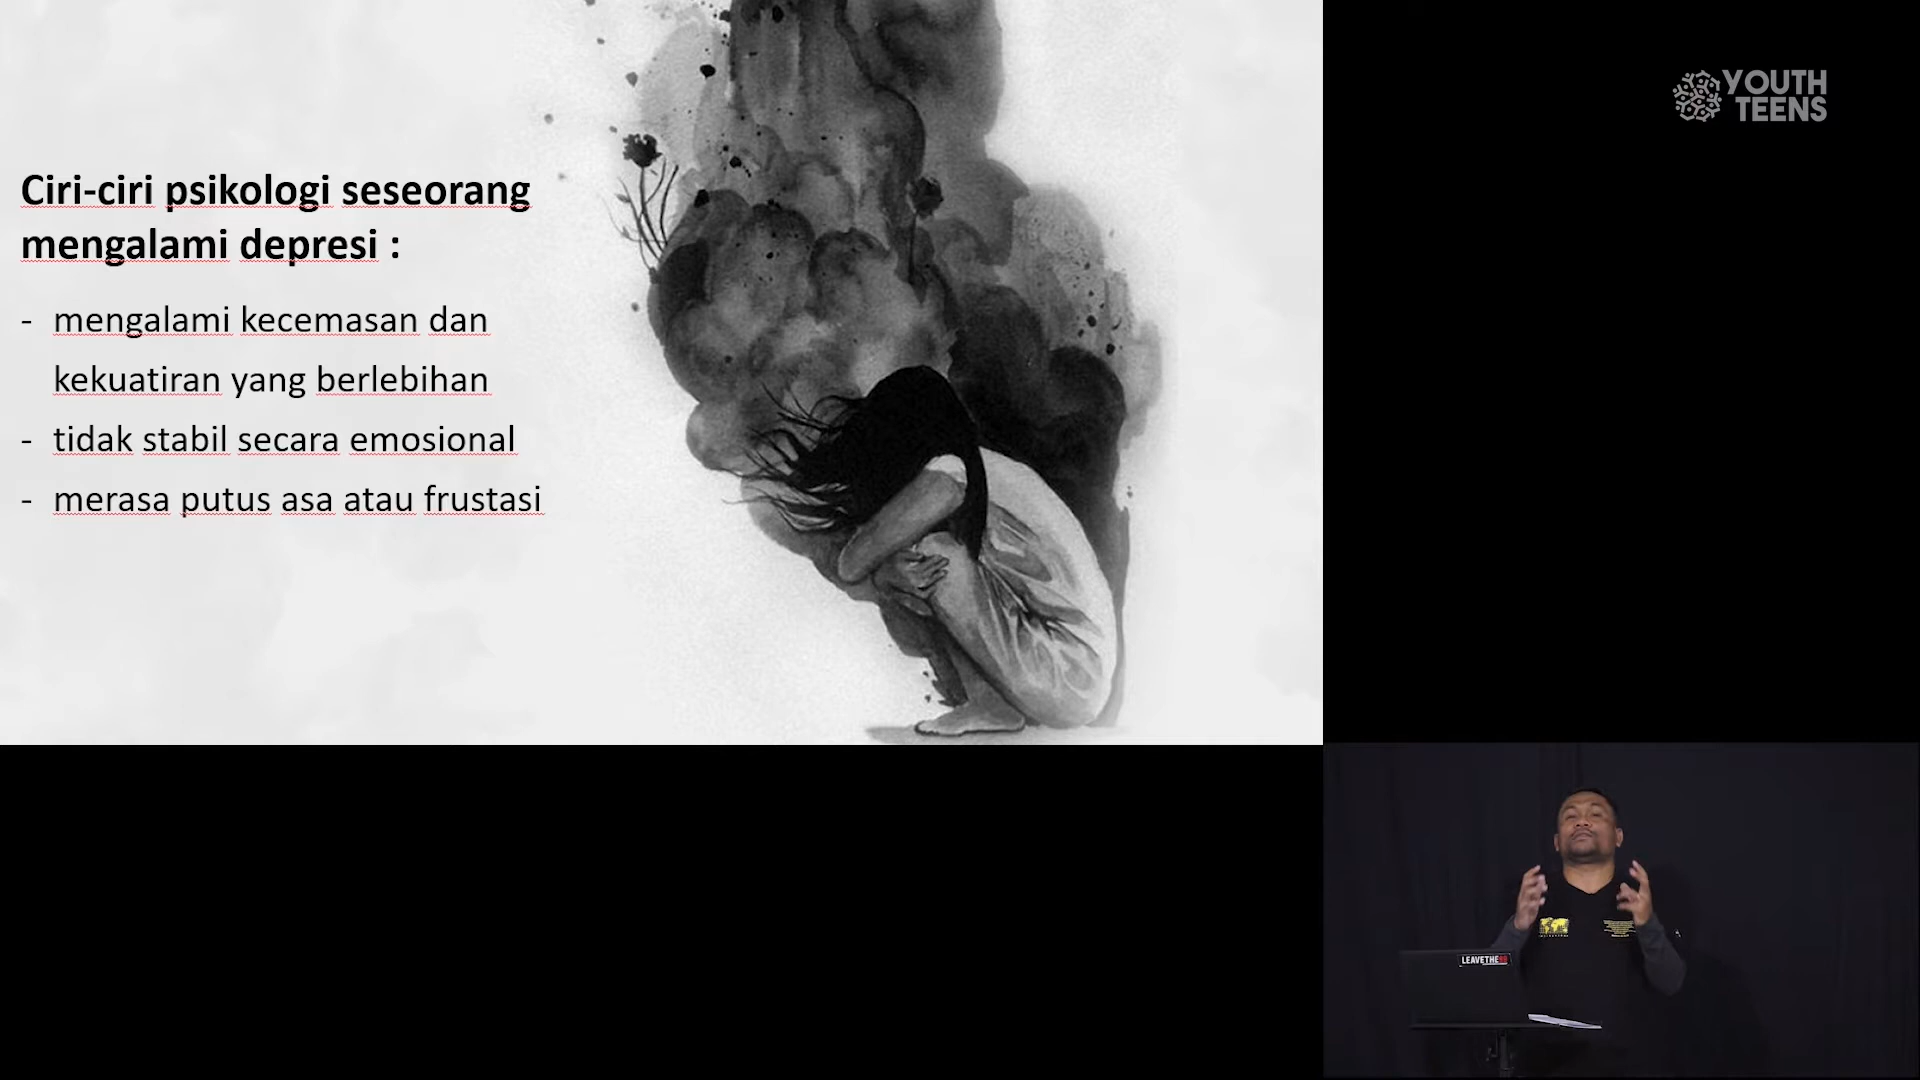 YOUTH
TEENS
Ciri-ciri psikologi seseorang
mengalami depresi :
- mengalami kecemasan dan
kekuatiran yang berlebihan
- tidak stabil secara emosional
- merasa putus asa atau frustasi
LEAVETHE99